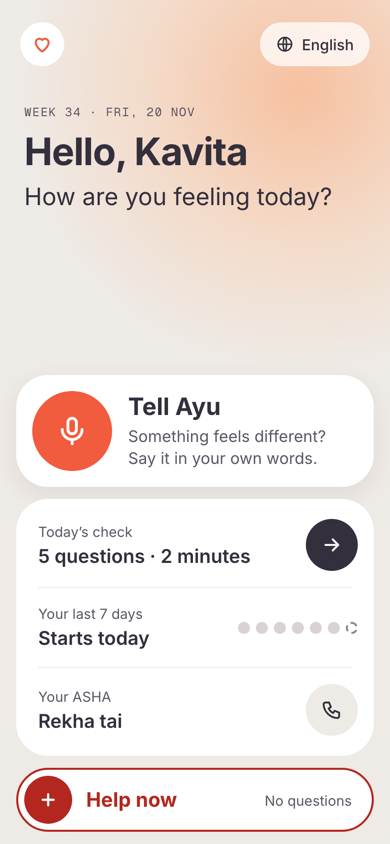 English
WEEK 34 · FRI, 20 NOV
Hello, Kavita
How are you feeling today?
Tell Ayu
Something feels different?
Say it in your own words.
Today’s check
5 questions · 2 minutes
Your last 7 days
Starts today
Your ASHA
Rekha tai
Help now
No questions